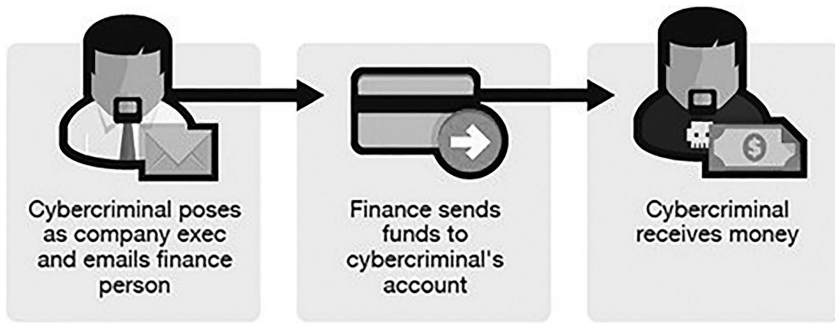 Cybercriminal poses
as company exec
and emails finance
person
Finance sends
funds to
cybercriminal's
account
$
Cybercriminal
receives money